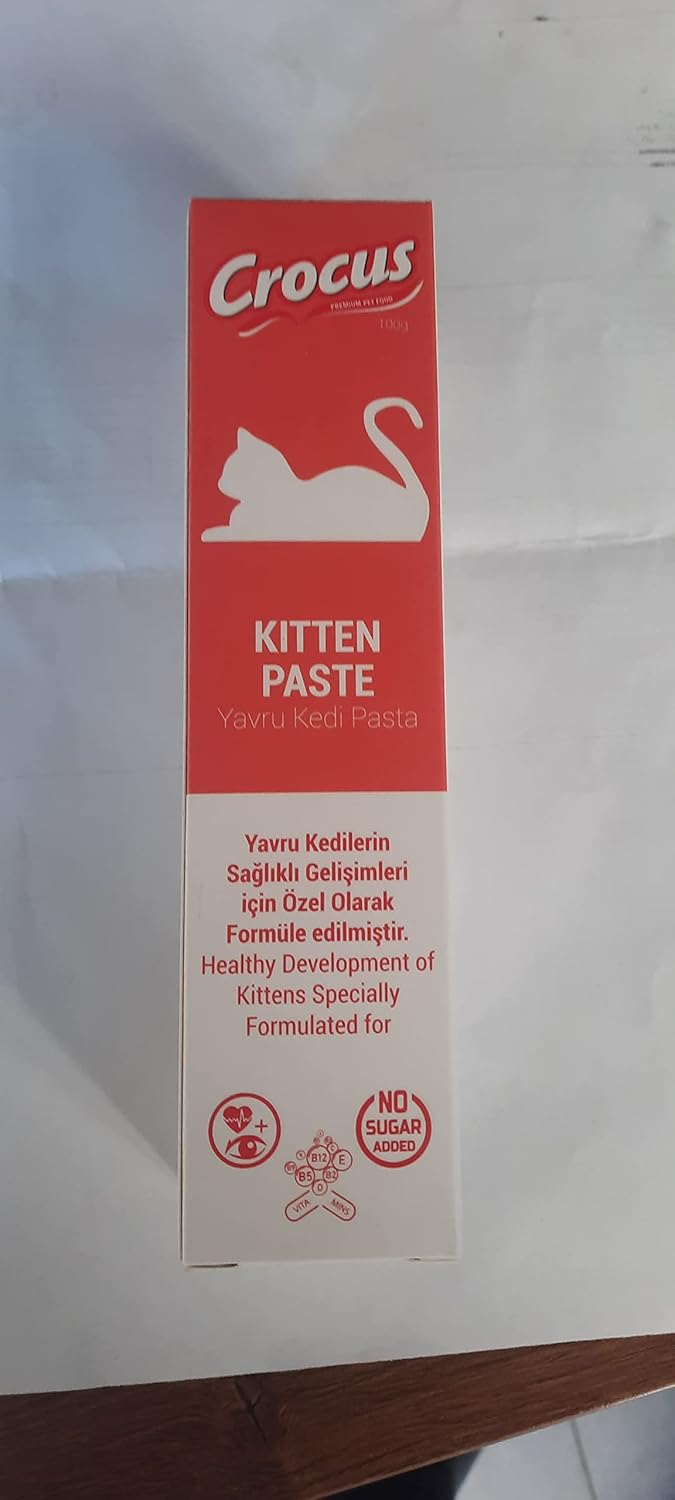 Crocus
PREMIUM PET FOOD
100g
KITTEN
PASTE
Yavru Kedi Pasta
Yavru Kedilerin
Sağlıklı Gelişimleri
için Özel Olarak
Formüle edilmiştir.
Healthy Development of
Kittens Specially
Formulated for
NO
SUGAR
ADDED
B12
E
B5
B2
VITA
MINS